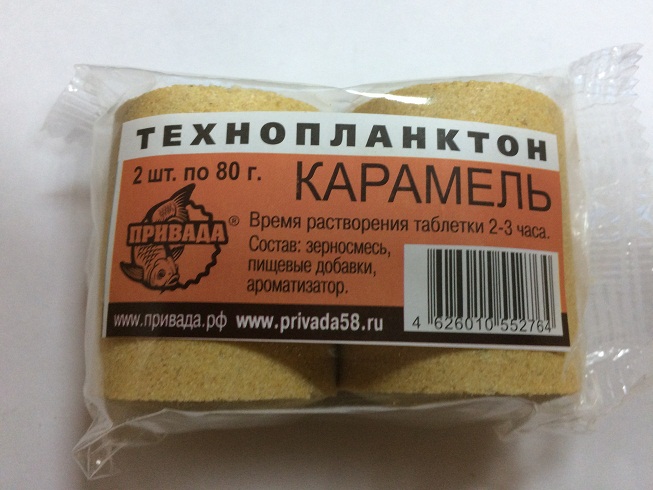 ТЕХНОПЛАНКТОН
2 шт. по 80 г.
КАРАМЕЛЬ
ПРИВАДА ®
Время растворения таблетки 2-3 часа.
Состав: зерносмесь,
пищевые добавки,
ароматизатор.
www.привада.рф www.privada58.ru
4 626010 552764